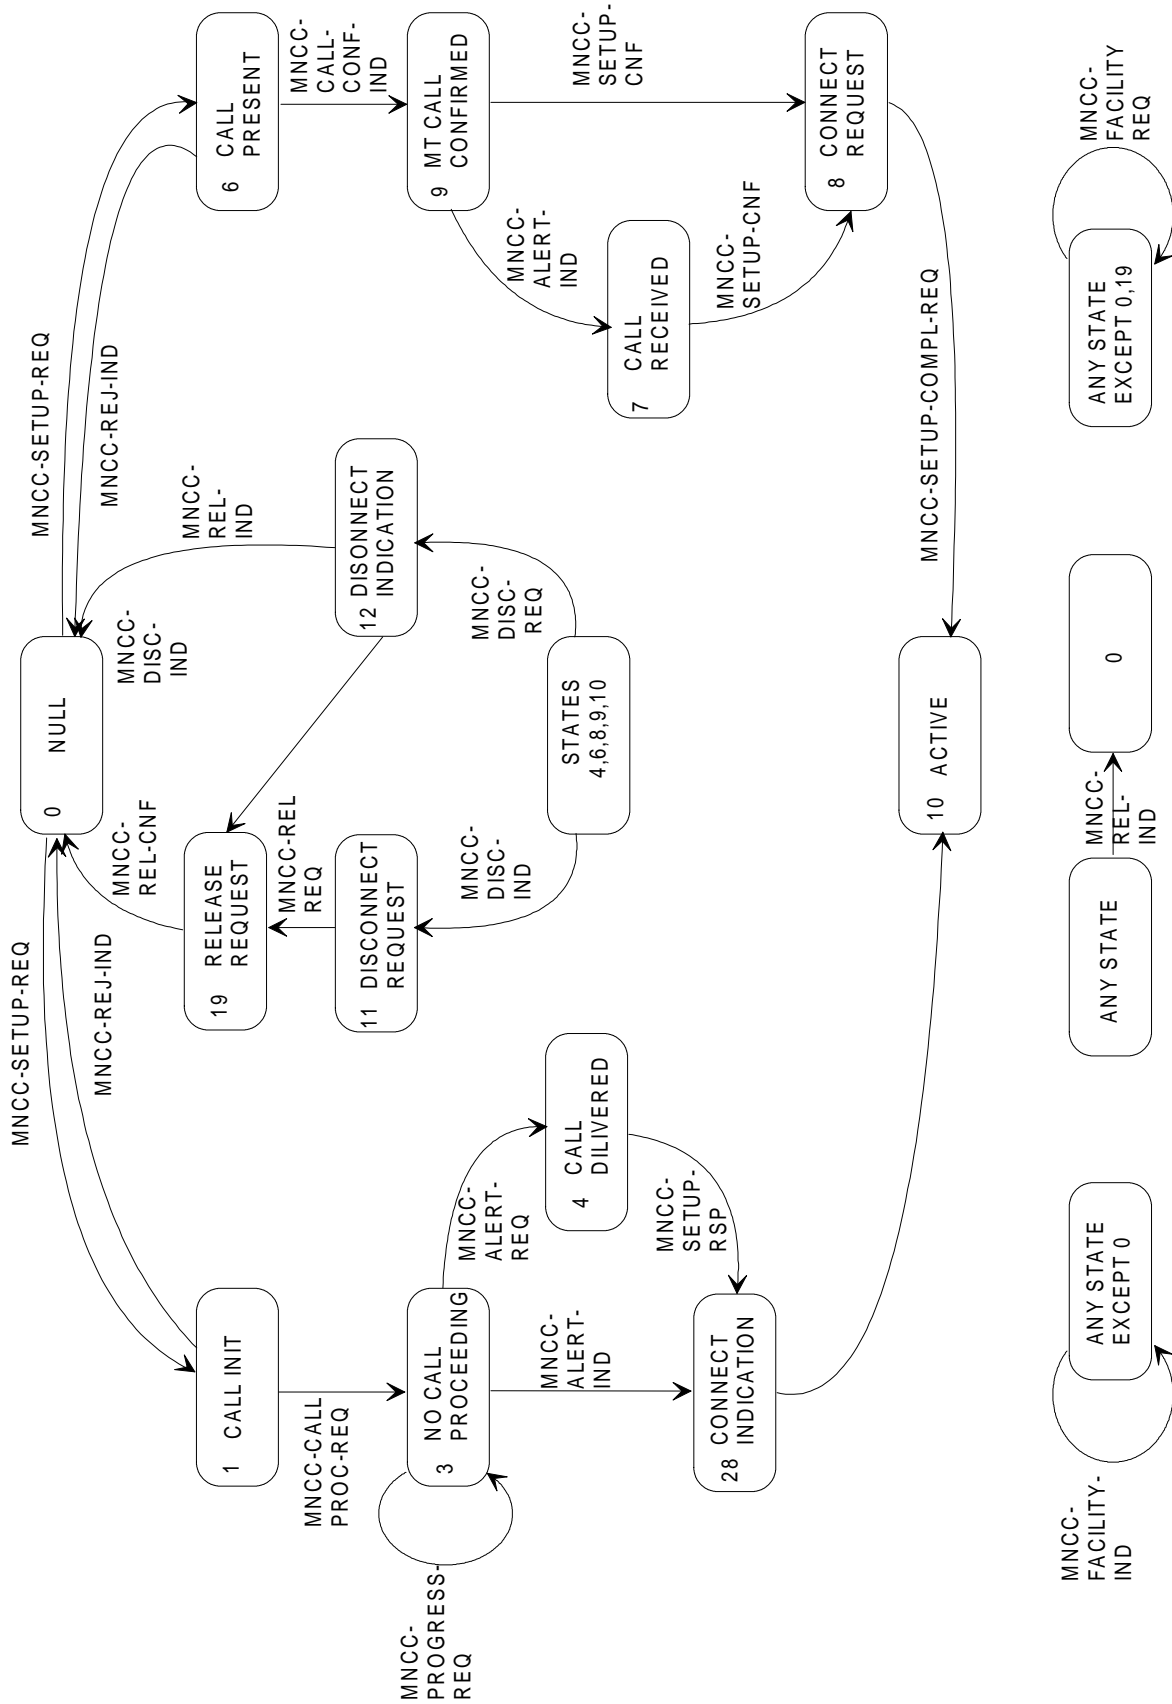 MNCC-SETUP-REQ
MNCC-REJ-IND
0 NULL
MNCC-SETUP-REQ
MNCC-REJ-IND
MNCC-
REL-CNF
MNCC-
DISC-
IND
MNCC-
REL-
IND
1 CALL INIT
19 RELEASE
REQUEST
6 CALL
PRESENT
MNCC-CALL
PROC-REQ
MNCC-REL
REQ
MNCC-
CALL-
CONF-
IND
11 DISCONNECT
REQUEST
12 DISONNECT
INDICATION
MNCC-
PROGRESS-
REQ
3 NO CALL
PROCEEDING
MNCC-
ALERT-
REQ
MNCC-
DISC-
IND
MNCC-
DISC-
REQ
9 MT CALL
CONFIRMED
MNCC-
ALERT-
IND
MNCC-
ALERT-
IND
MNCC-
SETUP-
CNF
4 CALL
DILIVERED
STATES
4,6,8,9,10
7 CALL
RECEIVED
MNCC-
SETUP-
RSP
MNCC-
SETUP-CNF
28 CONNECT
INDICATION
8 CONNECT
REQUEST
10 ACTIVE
MNCC-SETUP-COMPL-REQ
MNCC-
FACILITY-
IND
ANY STATE
EXCEPT 0
ANY STATE
MNCC-
REL-
IND
0
ANY STATE
EXCEPT 0,19
MNCC-
FACILITY
REQ